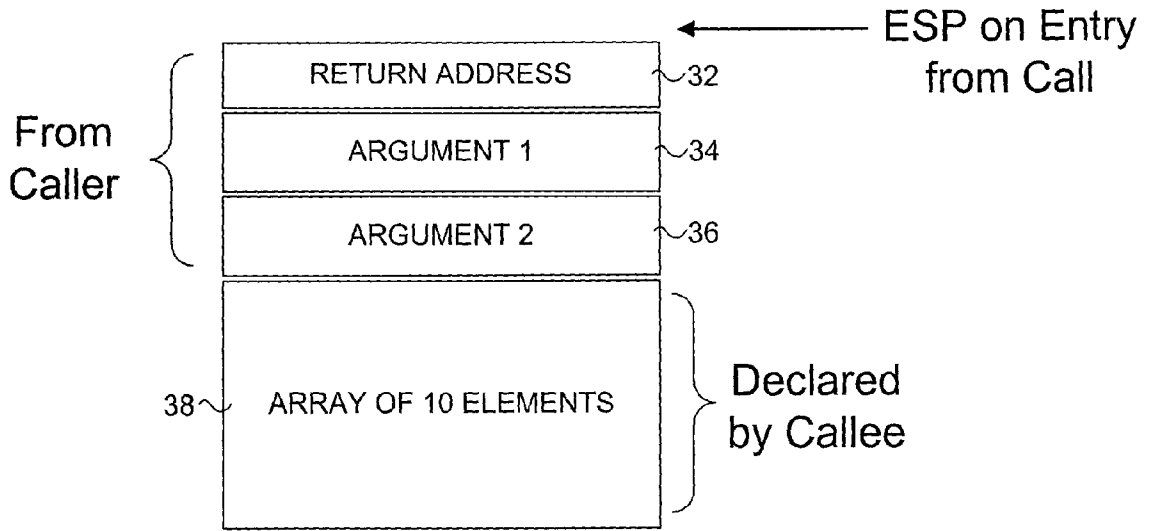 ESP on Entry
from Call
RETURN ADDRESS
32
From
Caller
ARGUMENT 1
34
ARGUMENT 2
36
38
ARRAY OF 10 ELEMENTS
Declared
by Callee